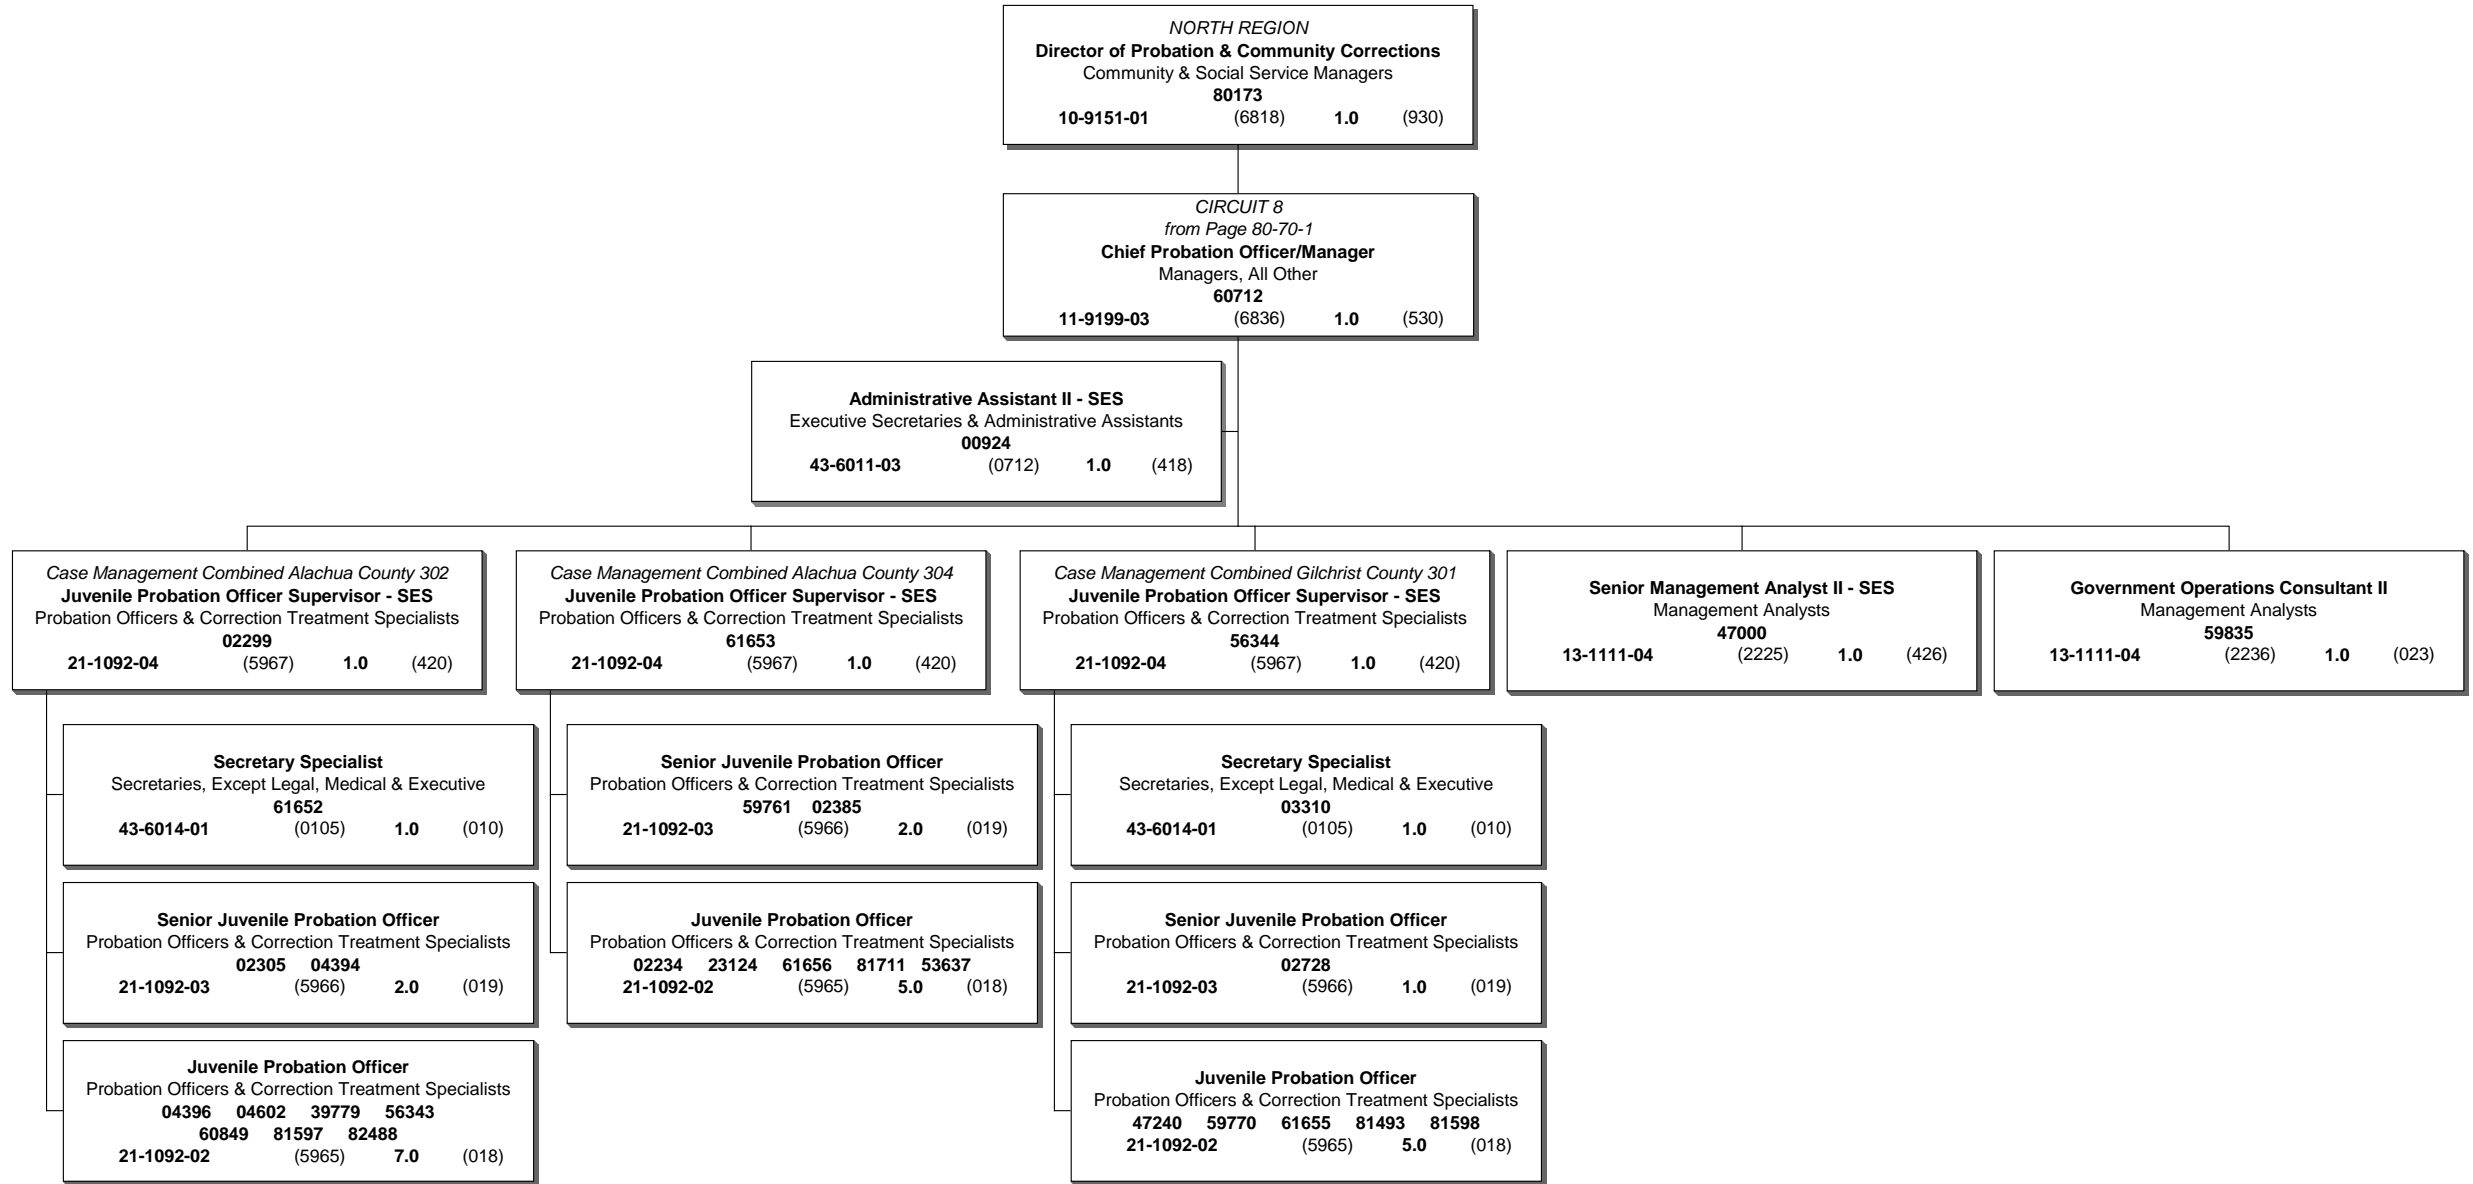 NORTH REGION
Director of Probation & Community Corrections
Community & Social Service Managers
80173
10-9151-01 (6818) 1.0 (930)
CIRCUIT 8
from Page 80-70-1
Chief Probation Officer/Manager
Managers, All Other
60712
11-9199-03 (6836) 1.0 (530)
Administrative Assistant II - SES
Executive Secretaries & Administrative Assistants
00924
43-6011-03 (0712) 1.0 (418)
Case Management Combined Alachua County 302
Juvenile Probation Officer Supervisor - SES
Probation Officers & Correction Treatment Specialists
02299
21-1092-04 (5967) 1.0 (420)
Case Management Combined Alachua County 304
Juvenile Probation Officer Supervisor - SES
Probation Officers & Correction Treatment Specialists
61653
21-1092-04 (5967) 1.0 (420)
Case Management Combined Gilchrist County 301
Juvenile Probation Officer Supervisor - SES
Probation Officers & Correction Treatment Specialists
56344
21-1092-04 (5967) 1.0 (420)
Senior Management Analyst II - SES
Management Analysts
47000
13-1111-04 (2225) 1.0 (426)
Government Operations Consultant II
Management Analysts
59835
13-1111-04 (2236) 1.0 (023)
Secretary Specialist
Secretaries, Except Legal, Medical & Executive
61652
43-6014-01 (0105) 1.0 (010)
Senior Juvenile Probation Officer
Probation Officers & Correction Treatment Specialists
02305 04394
21-1092-03 (5966) 2.0 (019)
Juvenile Probation Officer
Probation Officers & Correction Treatment Specialists
04396 04602 39779 56343
60849 81597 82488
21-1092-02 (5965) 7.0 (018)
Senior Juvenile Probation Officer
Probation Officers & Correction Treatment Specialists
59761 02385
21-1092-03 (5966) 2.0 (019)
Juvenile Probation Officer
Probation Officers & Correction Treatment Specialists
02234 23124 61656 81711 53637
21-1092-02 (5965) 5.0 (018)
Secretary Specialist
Secretaries, Except Legal, Medical & Executive
03310
43-6014-01 (0105) 1.0 (010)
Senior Juvenile Probation Officer
Probation Officers & Correction Treatment Specialists
02728
21-1092-03 (5966) 1.0 (019)
Juvenile Probation Officer
Probation Officers & Correction Treatment Specialists
47240 59770 61655 81493 81598
21-1092-02 (5965) 5.0 (018)